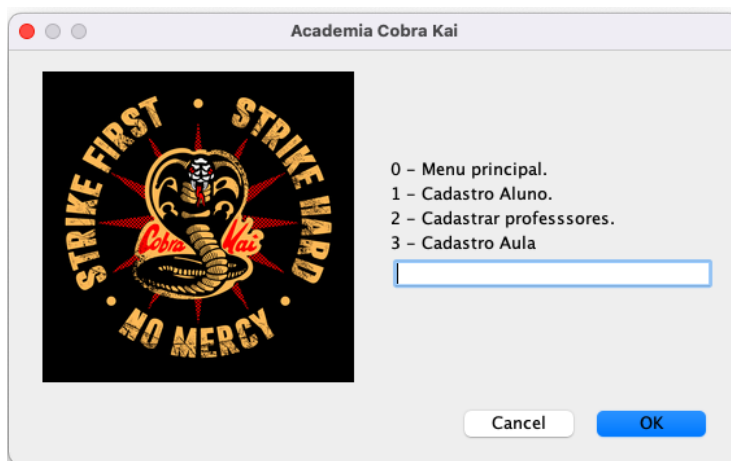 Academia Cobra Kai
STRIKE FIRST · STRIKE HARD · NO MERCY ·
Cobra Kai
0 – Menu principal.
1 – Cadastro Aluno.
2 – Cadastrar professsores.
3 – Cadastro Aula
Cancel
OK